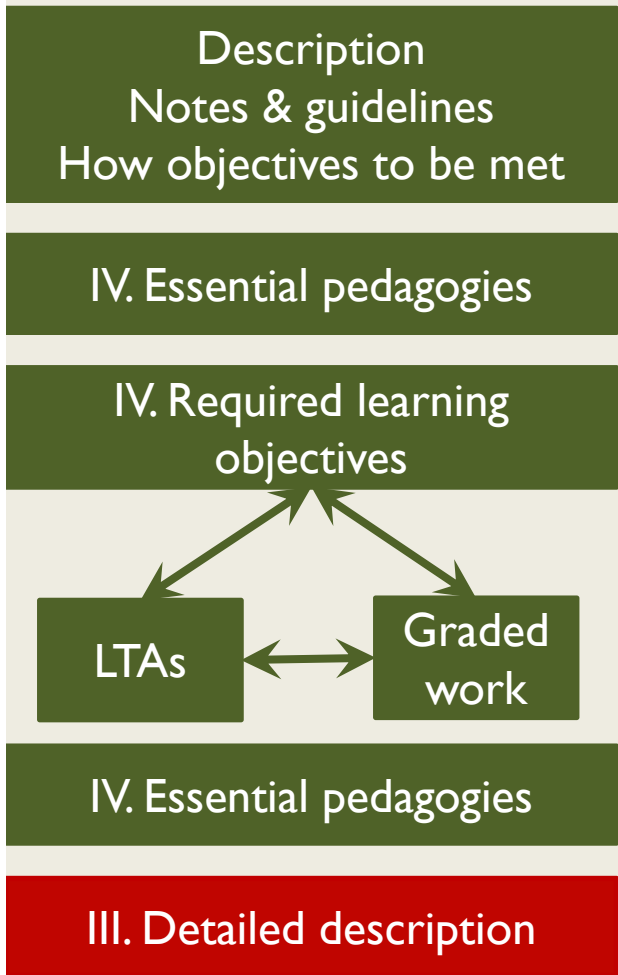 Description
Notes & guidelines
How objectives to be met
IV. Essential pedagogies
IV. Required learning
objectives
LTAs
Graded
work
IV. Essential pedagogies
III. Detailed description